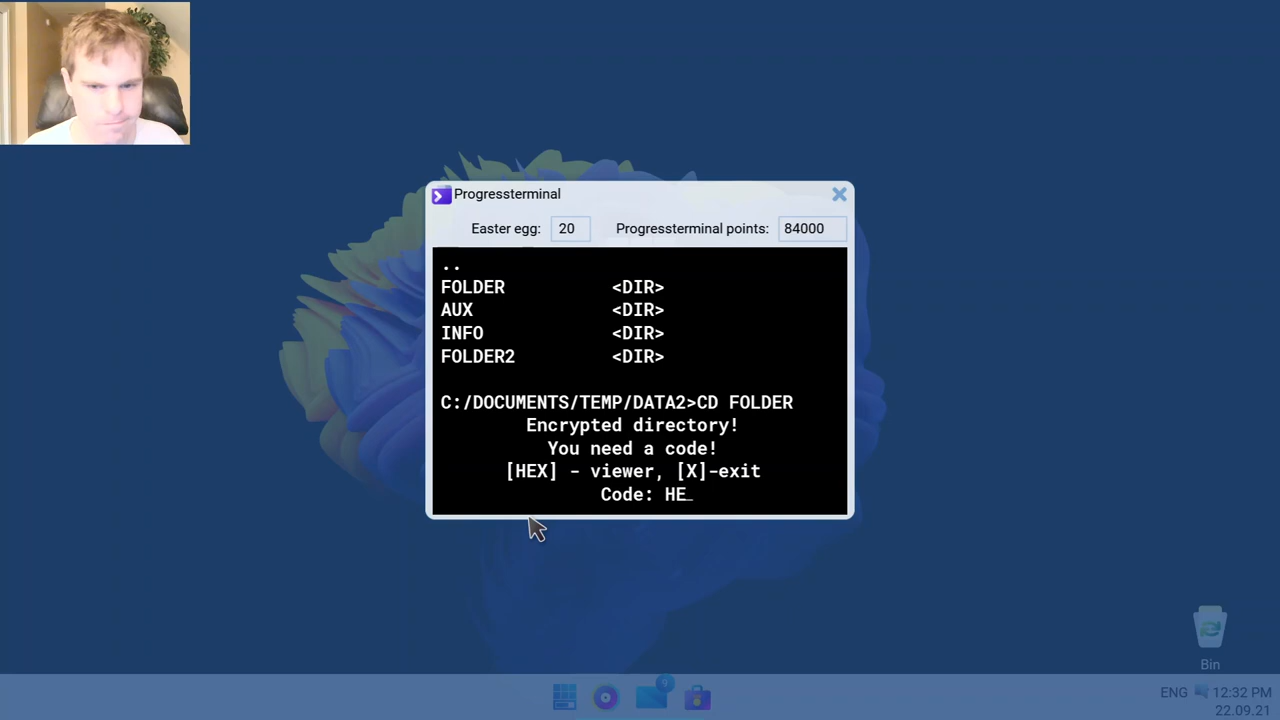 Progressterminal
Easter egg: 20 Progressterminal points: 84000
..
FOLDER <DIR>
AUX <DIR>
INFO <DIR>
FOLDER2 <DIR>
C:/DOCUMENTS/TEMP/DATA2>CD FOLDER
Encrypted directory!
You need a code!
[HEX] - viewer, [X]-exit
Code: HE_
Bin
9
ENG 12:32 PM
22.09.21